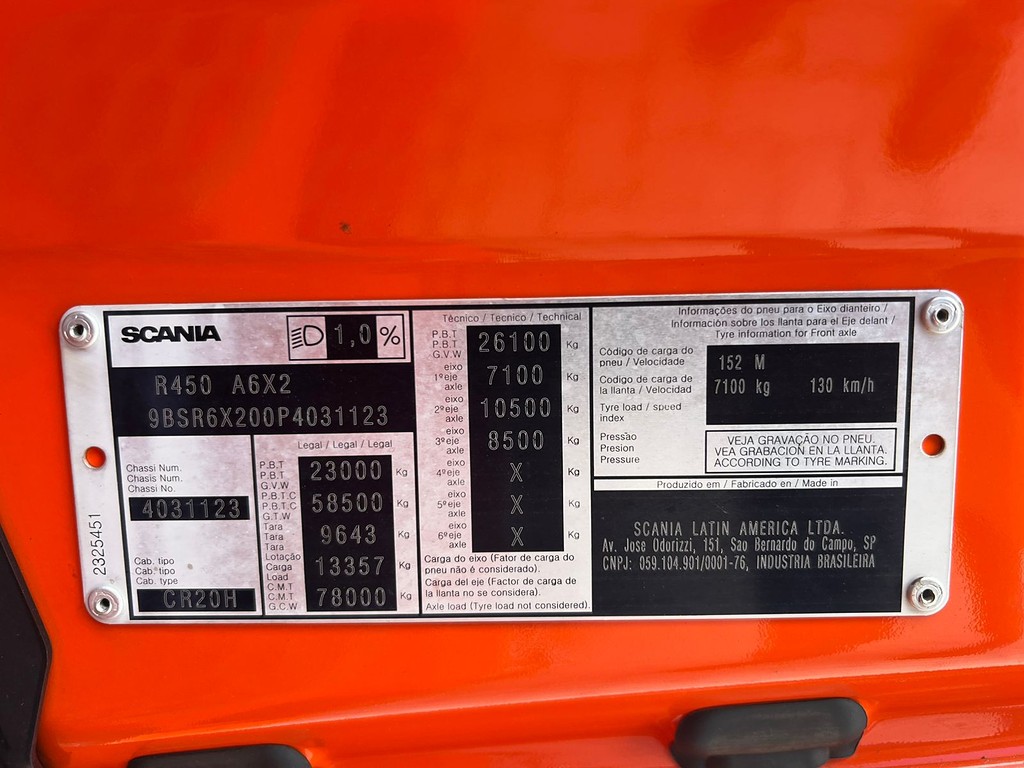 SCANIA
1,0 %
R450 A6X2
9BSR6X200P4031123
Chassi Num.
Chasis Num.
Chassi No.
4031123
Cab. tipo
Cab. tipo
Cab. type
CR20H
2325451
Legal / Legal / Legal
P.B.T
P.B.T
G.V.W
23000 Kg
P.B.T.C
P.B.T.C
G.T.W
58500 Kg
Tara
Tara
Tara
9643 Kg
Lotação
Carga
Load
13357 Kg
C.M.T
C.M.T
G.C.W
78000 Kg
Técnico / Tecnico / Technical
P.B.T
P.B.T
G.V.W
26100 Kg
eixo
1ºeje
axle
7100 Kg
eixo
2ºeje
axle
10500 Kg
eixo
3ºeje
axle
8500 Kg
eixo
4ºeje
axle
X Kg
eixo
5ºeje
axle
X Kg
eixo
6ºeje
axle
X
Carga do eixo (Fator de carga do
pneu não é considerado).
Carga del eje (Factor de carga de
la llanta no se considera).
Axle load (Tyre load not considered).
Informações do pneu para o Eixo dianteiro /
Información sobre los llanta para el Eje delant /
Tyre information for Front axle
Código de carga do
pneu / Velocidade
Codigo de carga de
la llanta / Velocidad
Tyre load / speed
index
152 M
7100 kg 130 km/h
Pressão
Presion
Pressure
VEJA GRAVAÇÃO NO PNEU.
VEA GRABACION EN LA LLANTA.
ACCORDING TO TYRE MARKING.
Produzido em / Fabricado en / Made in
SCANIA LATIN AMERICA LTDA.
Av. Jose Odorizzi, 151, Sao Bernardo do Campo, SP
CNPJ: 059.104.901/0001-76, INDUSTRIA BRASILEIRA